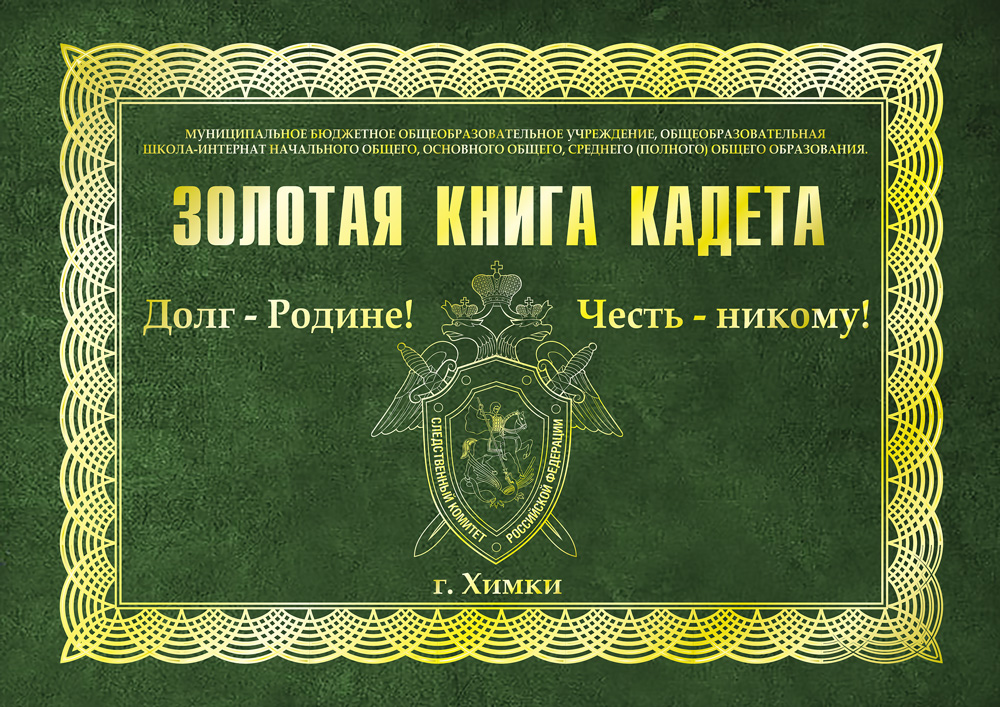 МУНИЦИПАЛЬНОЕ БЮДЖЕТНОЕ ОБЩЕОБРАЗОВАТЕЛЬНОЕ УЧРЕЖДЕНИЕ, ОБЩЕОБРАЗОВАТЕЛЬНАЯ
ШКОЛА-ИНТЕРНАТ НАЧАЛЬНОГО ОБЩЕГО, ОСНОВНОГО ОБЩЕГО, СРЕДНЕГО (ПОЛНОГО) ОБЩЕГО ОБРАЗОВАНИЯ.
ЗОЛОТАЯ КНИГА КАДЕТА
Долг - Родине! Честь - никому!
СЛЕДСТВЕННЫЙ КОМИТЕТ
РОССИЙСКОЙ ФЕДЕРАЦИИ
г. Химки